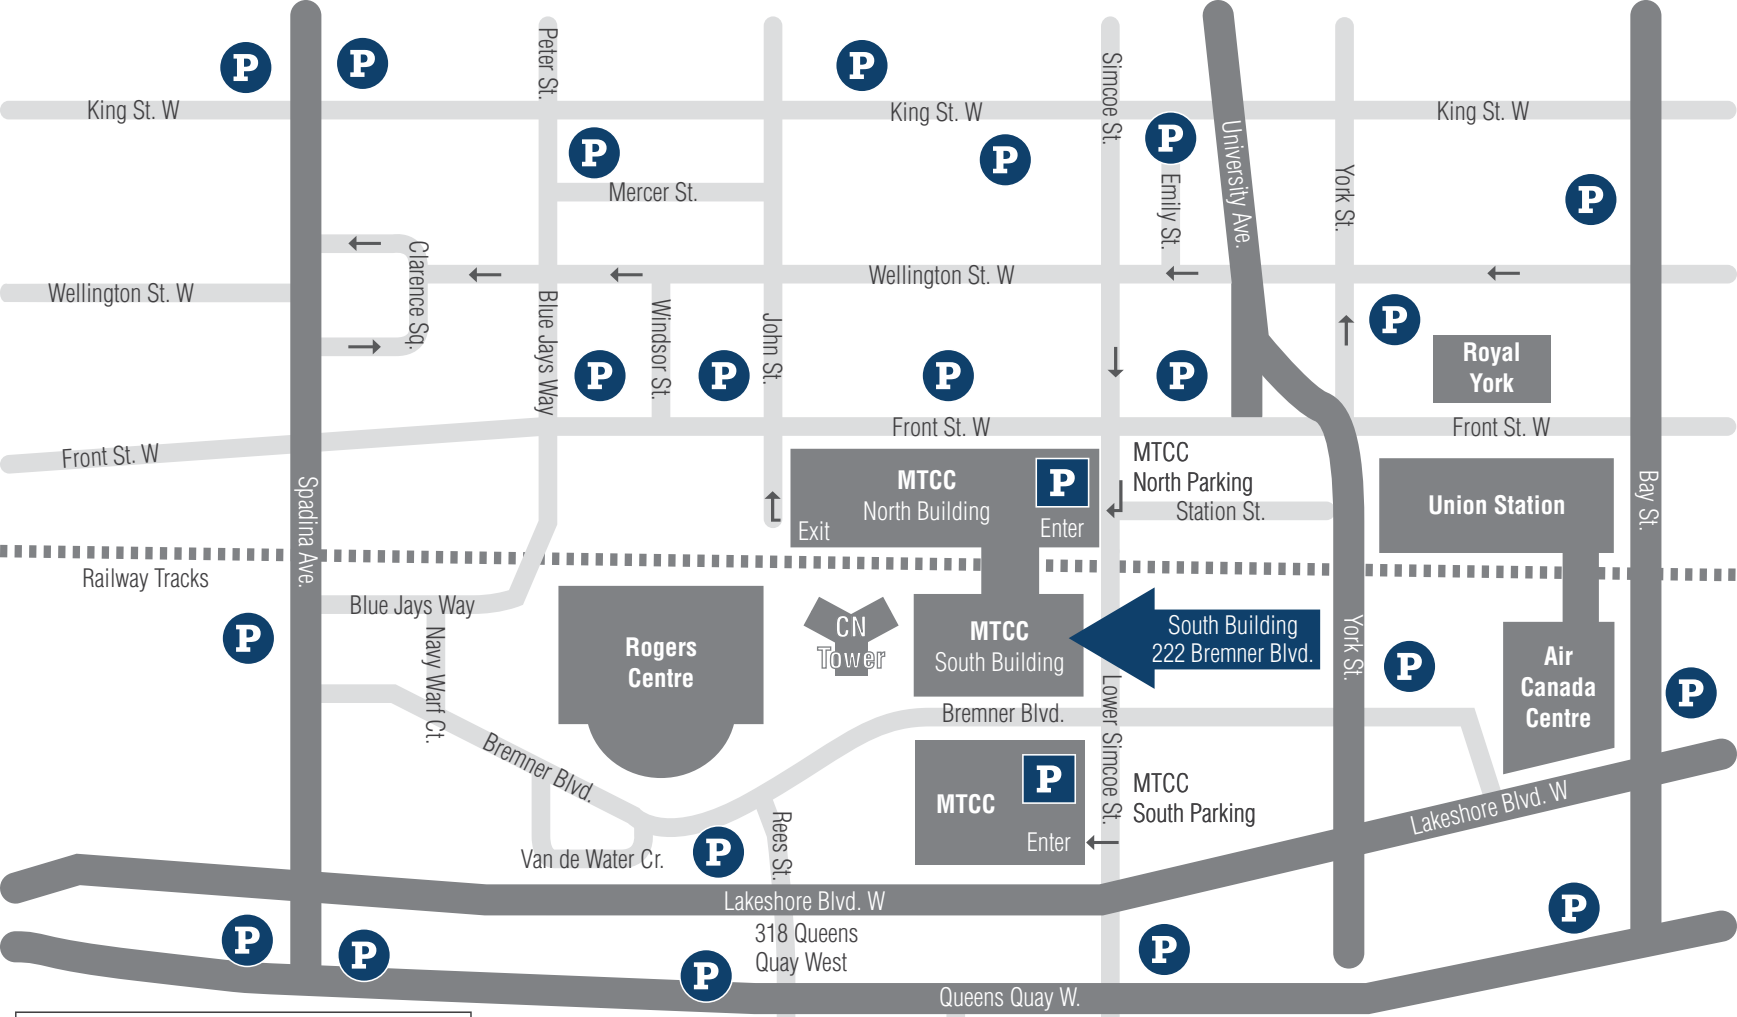 P
P
P
Peter St.
Simcoe St.
King St. W
King St. W
King St. W
P
P
P
University Ave.
Emily St.
York St.
P
Mercer St.
Clarence Sq.
Wellington St. W
Wellington St. W
Blue Jays Way
Windsor St.
John St.
P
P
P
P
P
Royal
York
Front St. W
Front St. W
Front St. W
MTCC
North Building
P
Exit
Enter
MTCC
North Parking
Station St.
Union Station
Bay St.
Spadina Ave.
Railway Tracks
Blue Jays Way
Navy Warf Ct.
P
Rogers
Centre
CN
Tower
MTCC
South Building
South Building
222 Bremner Blvd.
York St.
P
Air
Canada
Centre
P
Bremner Blvd.
Bremner Blvd.
Lower Simcoe St.
MTCC
P
Enter
MTCC
South Parking
Lakeshore Blvd. W
Van de Water Cr.
P
Rees St.
Lakeshore Blvd. W
318 Queens
Quay West
P
P
P
P
P
Queens Quay W.